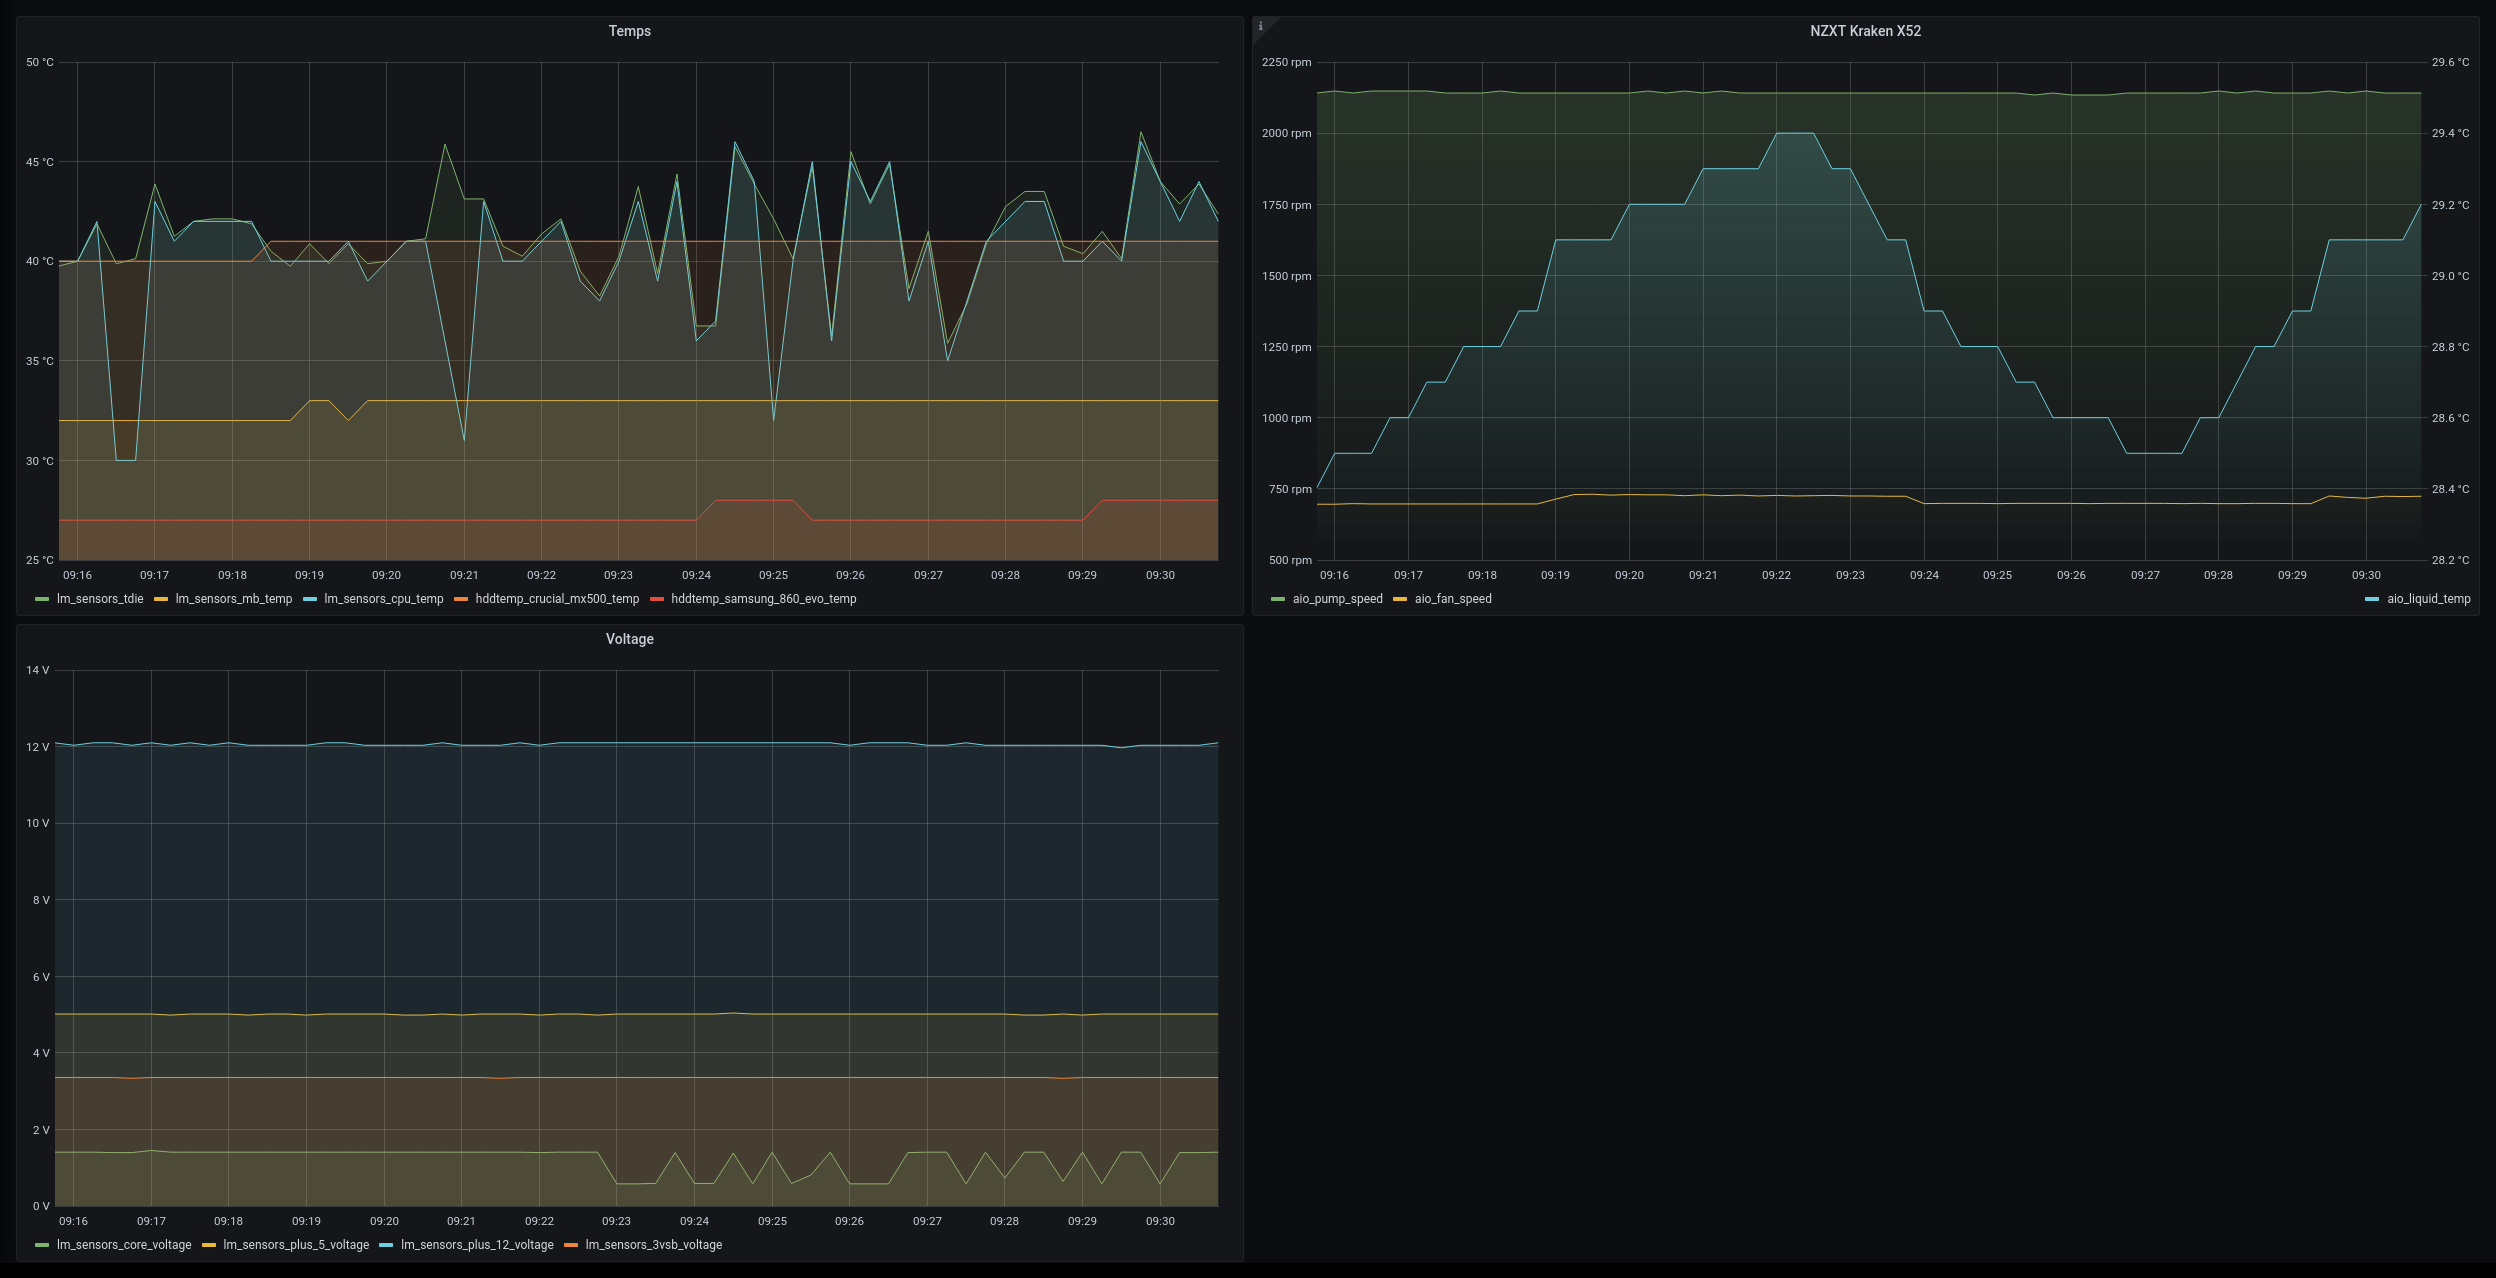 Temps
50 °C
45 °C
40 °C
35 °C
30 °C
25 °C
09:16 09:17 09:18 09:19 09:20 09:21 09:22 09:23 09:24 09:25 09:26 09:27 09:28 09:29 09:30
lm_sensors_tdie lm_sensors_mb_temp lm_sensors_cpu_temp hddtemp_crucial_mx500_temp hddtemp_samsung_860_evo_temp
i
NZXT Kraken X52
2250 rpm 29.6 °C
2000 rpm 29.4 °C
1750 rpm 29.2 °C
1500 rpm 29.0 °C
1250 rpm 28.8 °C
1000 rpm 28.6 °C
750 rpm 28.4 °C
500 rpm 28.2 °C
09:16 09:17 09:18 09:19 09:20 09:21 09:22 09:23 09:24 09:25 09:26 09:27 09:28 09:29 09:30
aio_pump_speed aio_fan_speed aio_liquid_temp
Voltage
14 V
12 V
10 V
8 V
6 V
4 V
2 V
0 V
09:16 09:17 09:18 09:19 09:20 09:21 09:22 09:23 09:24 09:25 09:26 09:27 09:28 09:29 09:30
lm_sensors_core_voltage lm_sensors_plus_5_voltage lm_sensors_plus_12_voltage lm_sensors_3vsb_voltage